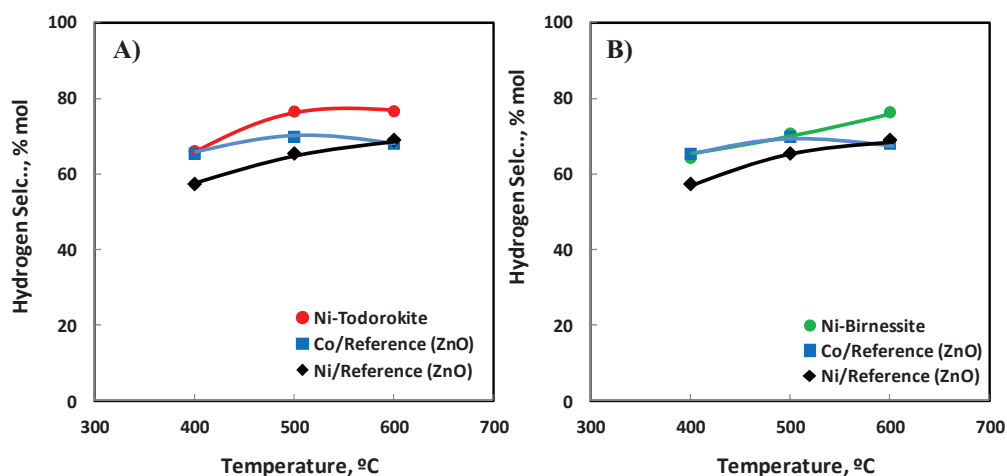 A)
Hydrogen Selc.., % mol
100
80
60
40
20
0
300
400
500
600
700
Temperature, ºC
Ni-Todorokite
Co/Reference (ZnO)
Ni/Reference (ZnO)
B)
Hydrogen Selc.., % mol
100
80
60
40
20
0
300
400
500
600
700
Temperature, ºC
Ni-Birnessite
Co/Reference (ZnO)
Ni/Reference (ZnO)